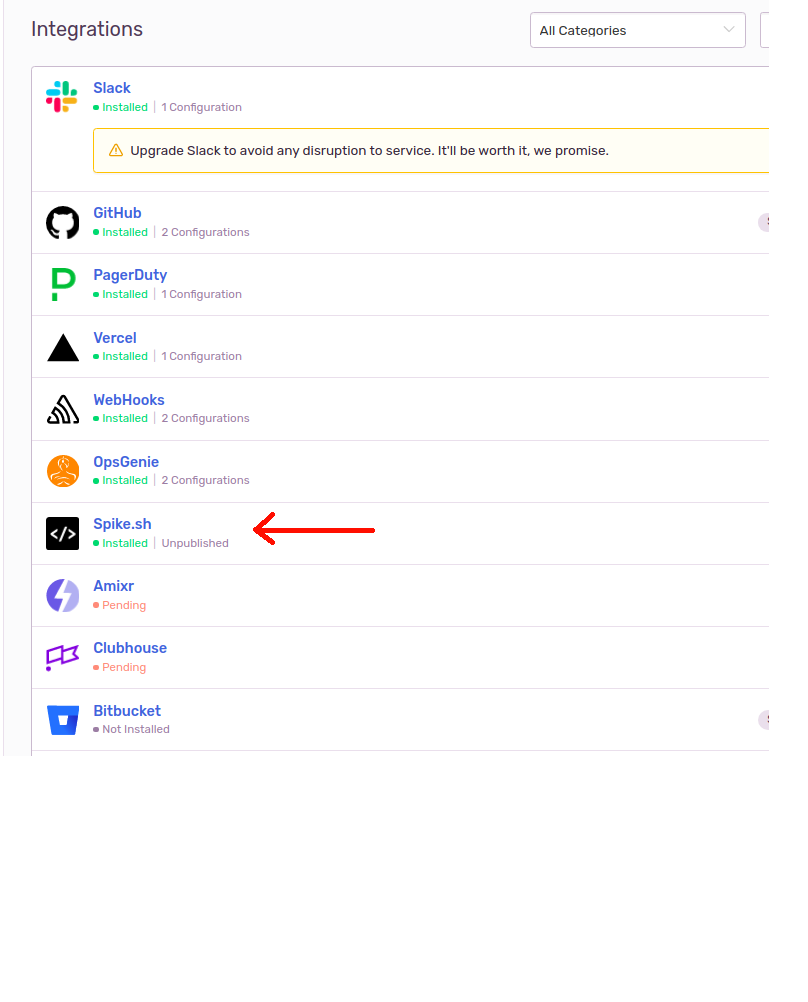 Integrations
All Categories
Slack
Installed | 1 Configuration
Upgrade Slack to avoid any disruption to service. It'll be worth it, we promise.
GitHub
Installed | 2 Configurations
PagerDuty
Installed | 1 Configuration
Vercel
Installed | 1 Configuration
WebHooks
Installed | 2 Configurations
OpsGenie
Installed | 2 Configurations
</>
Spike.sh
Installed | Unpublished
Amixr
Pending
Clubhouse
Pending
Bitbucket
Not Installed